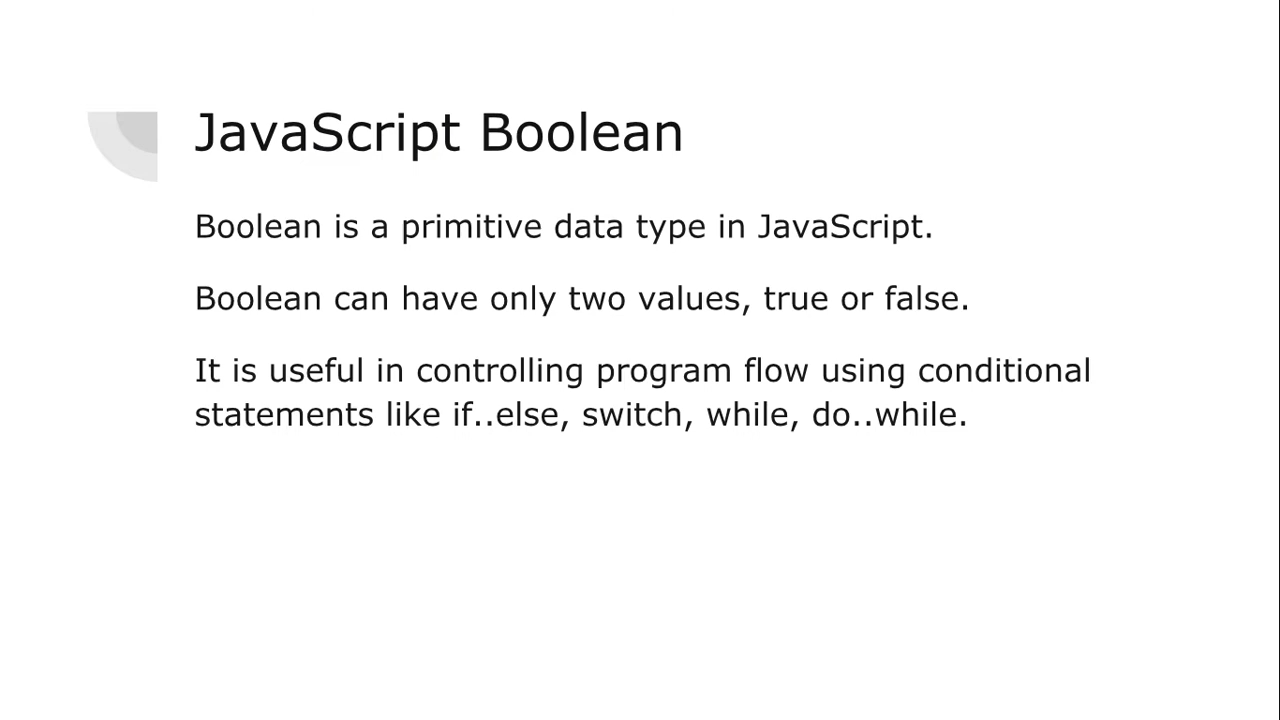 JavaScript Boolean
Boolean is a primitive data type in JavaScript.
Boolean can have only two values, true or false.
It is useful in controlling program flow using conditional
statements like if..else, switch, while, do..while.